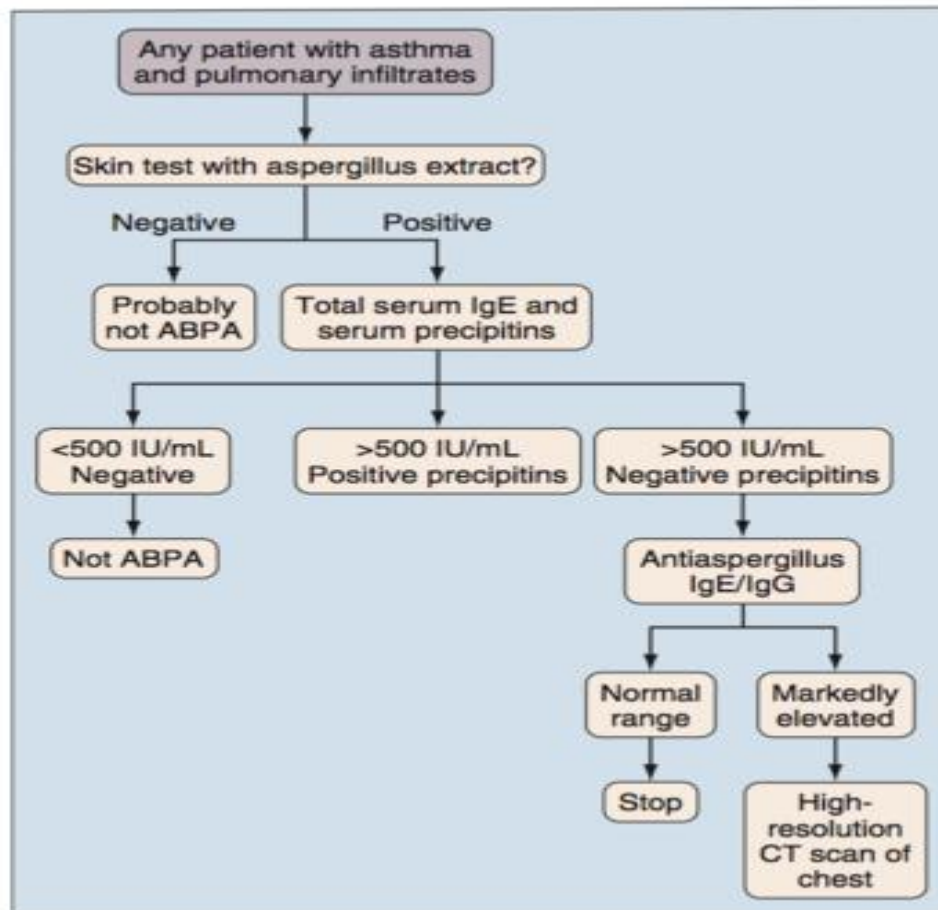 Any patient with asthma
and pulmonary infiltrates
Skin test with aspergillus extract?
Negative
Positive
Probably
not ABPA
Total serum IgE and
serum precipitins
<500 IU/mL
Negative
>500 IU/mL
Positive precipitins
>500 IU/mL
Negative precipitins
Not ABPA
Antiaspergillus
IgE/IgG
Normal
range
Markedly
elevated
Stop
High-
resolution
CT scan of
chest